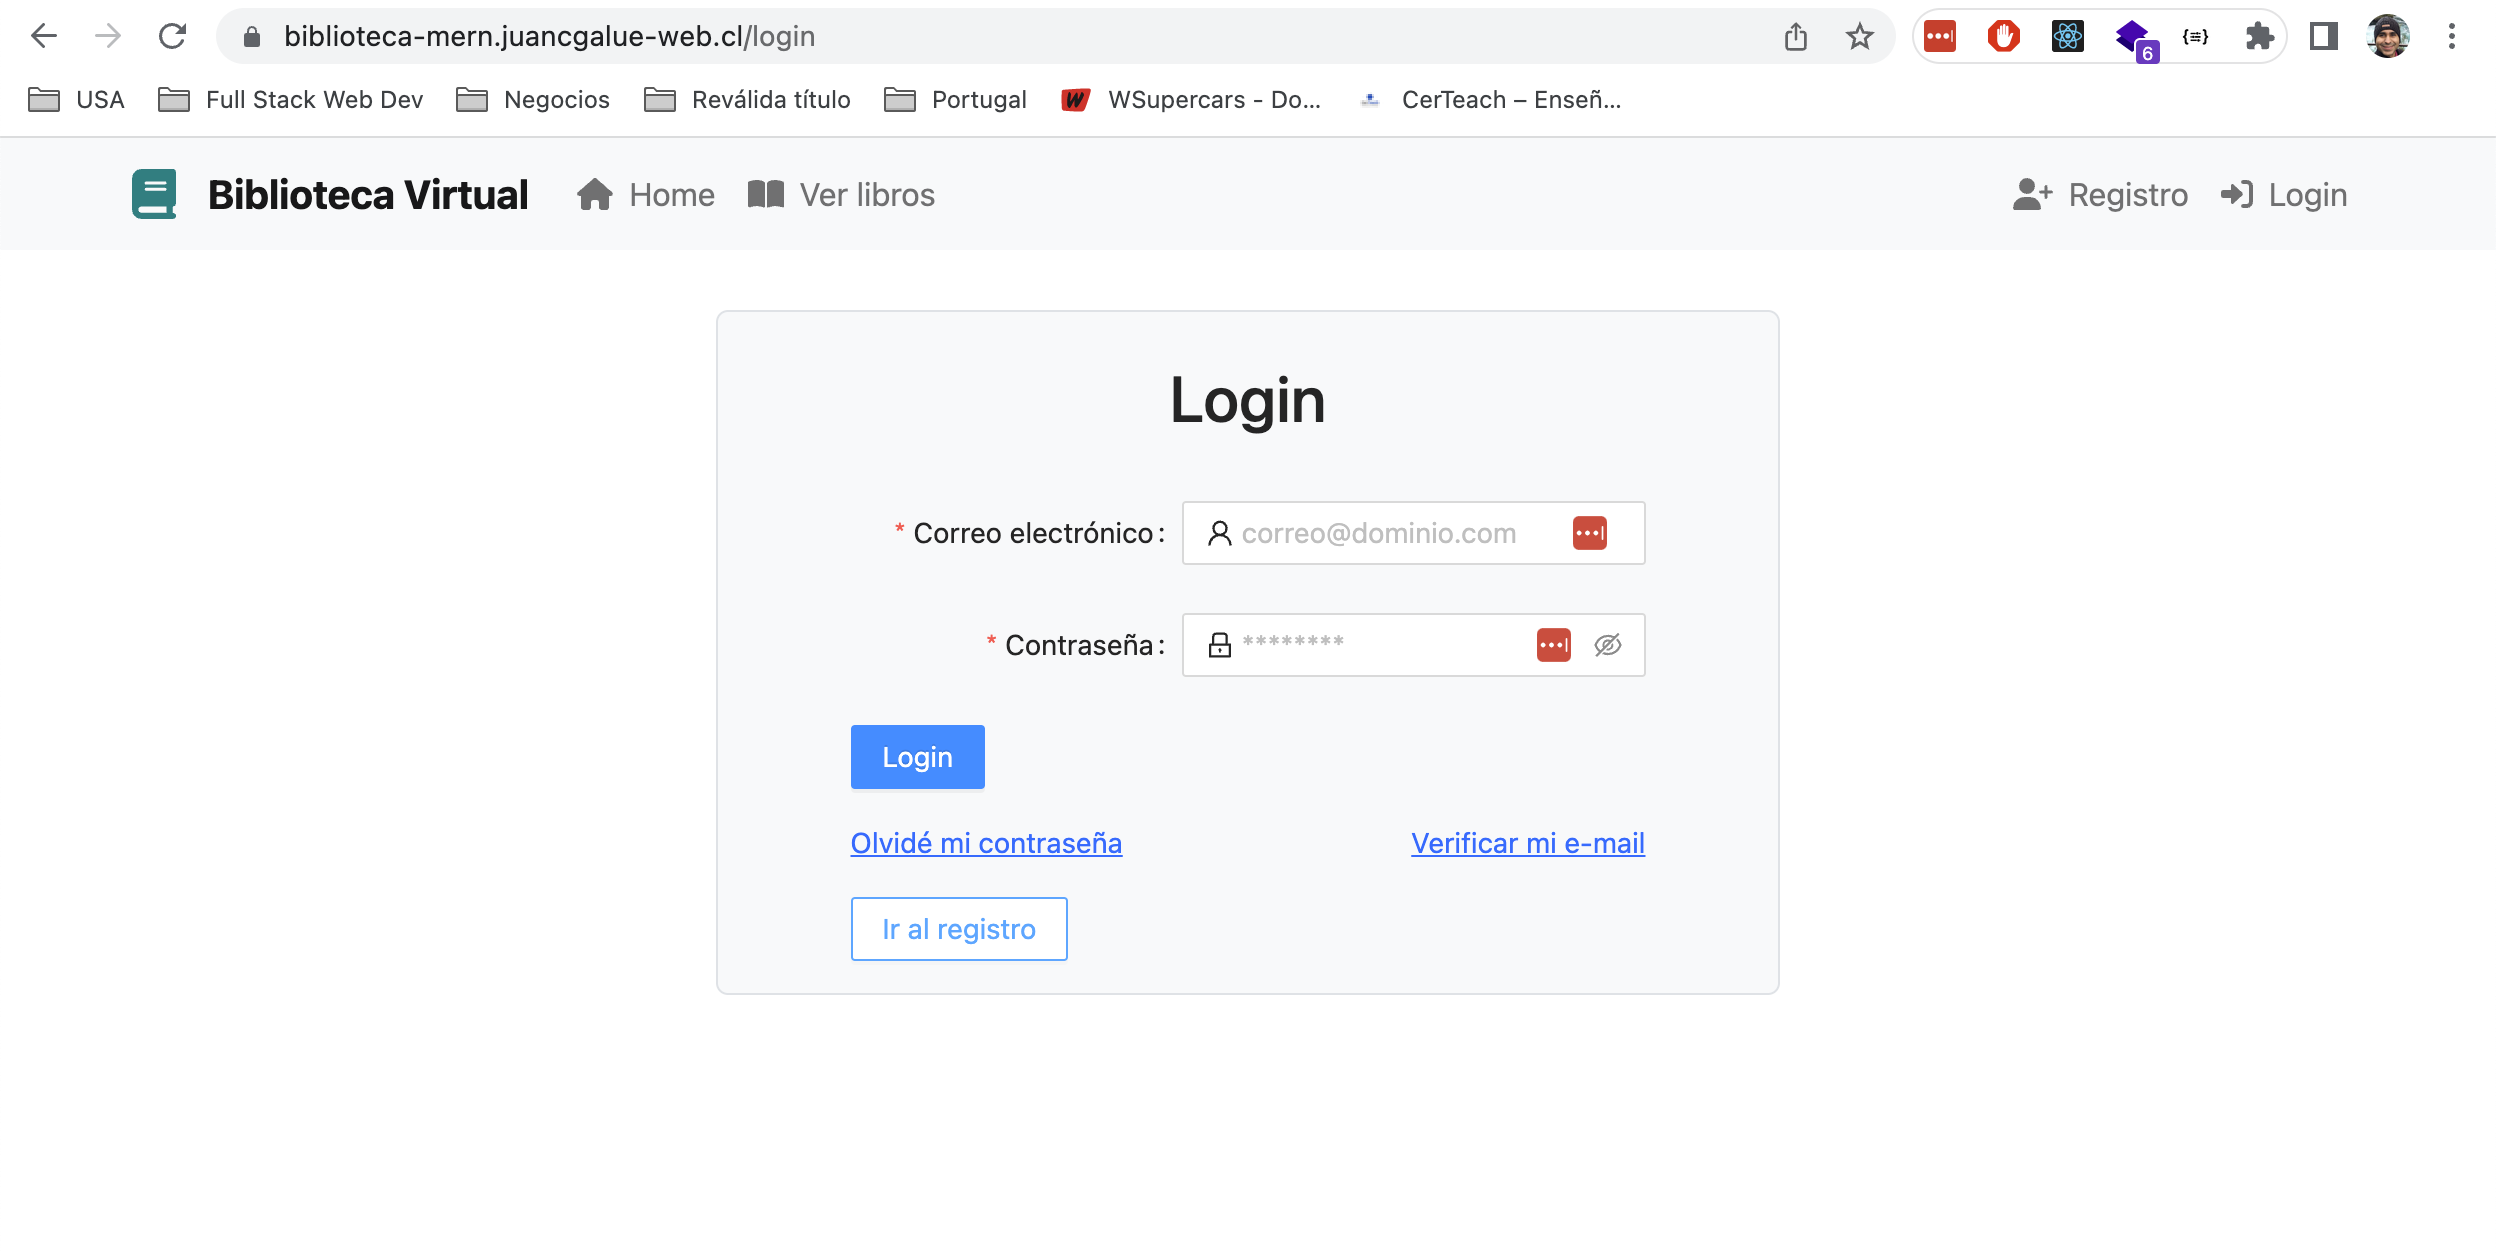 biblioteca-mern.juancgalue-web.cl/login
6
USA Full Stack Web Dev Negocios Reválida título Portugal WSupercars - Do... CerTeach – Enseñ...
Biblioteca Virtual Home Ver libros Registro Login
Login
* Correo electrónico: correo@dominio.com
* Contraseña: ********
Login
Olvidé mi contraseña Verificar mi e-mail
Ir al registro